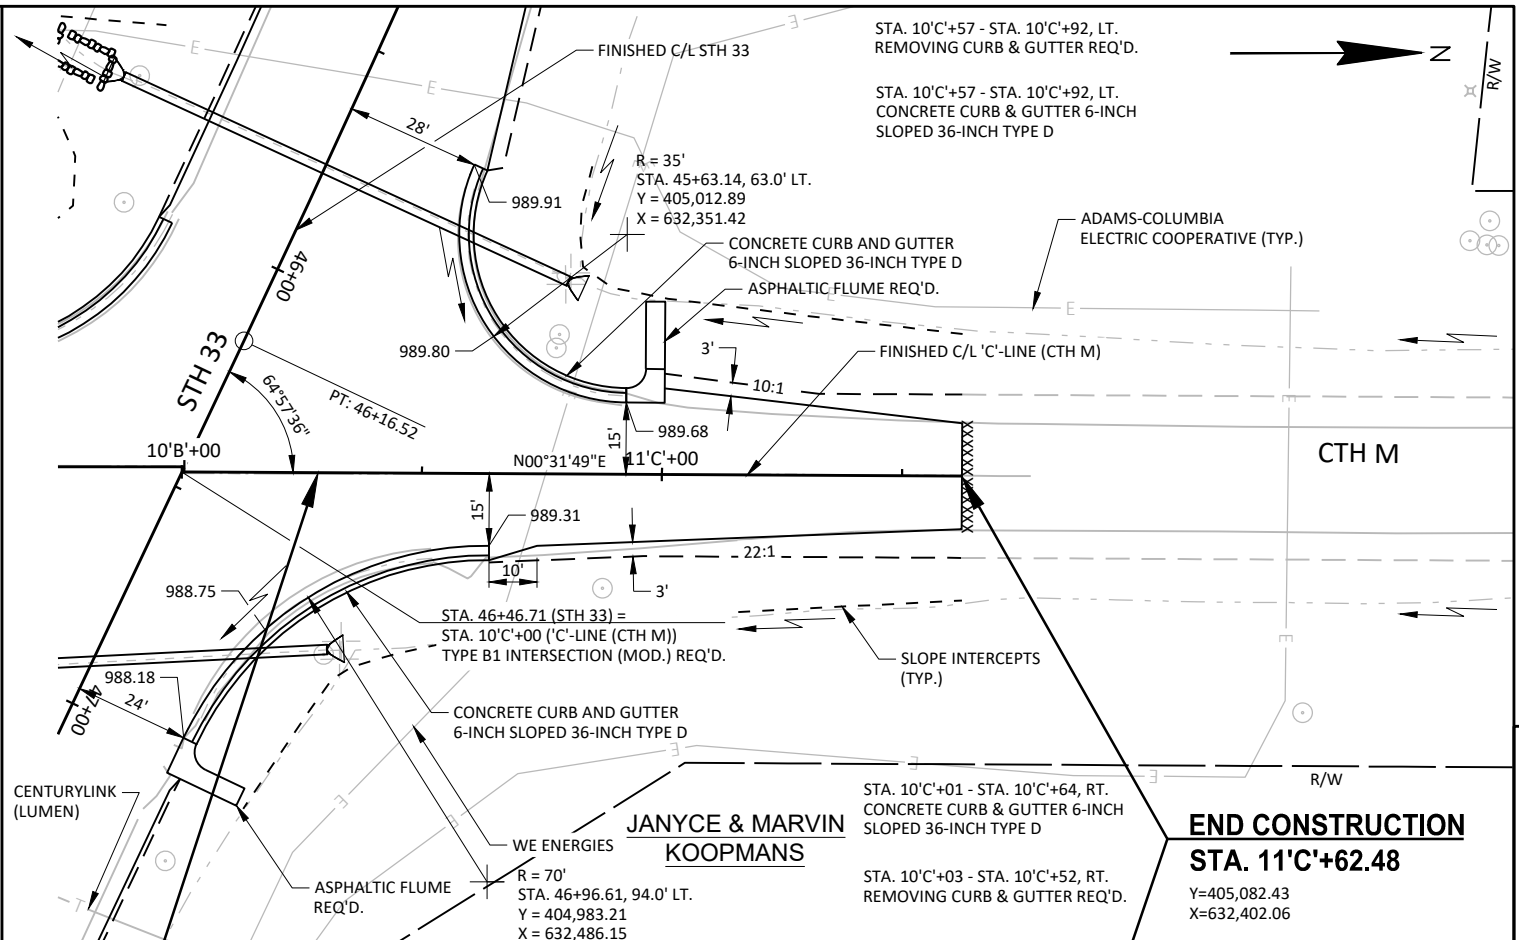 STA. 10'C'+57 - STA. 10'C'+92, LT.
REMOVING CURB & GUTTER REQ'D.
STA. 10'C'+57 - STA. 10'C'+92, LT.
CONCRETE CURB & GUTTER 6-INCH
SLOPED 36-INCH TYPE D
N
R/W
E
E
E
FINISHED C/L STH 33
28'
989.91
R = 35'
STA. 45+63.14, 63.0' LT.
Y = 405,012.89
X = 632,351.42
CONCRETE CURB AND GUTTER
6-INCH SLOPED 36-INCH TYPE D
ASPHALTIC FLUME REQ'D.
ADAMS-COLUMBIA
ELECTRIC COOPERATIVE (TYP.)
E
46+00
STH 33
64°57'36"
PT: 46+16.52
989.80
3'
10:1
FINISHED C/L 'C'-LINE (CTH M)
E
989.68
15'
10'B'+00
N00°31'49"E
11'C'+00
CTH M
15'
989.31
10'
22:1
3'
988.75
STA. 46+46.71 (STH 33) =
STA. 10'C'+00 ('C'-LINE (CTH M))
TYPE B1 INTERSECTION (MOD.) REQ'D.
SLOPE INTERCEPTS
(TYP.)
E
988.18
24'
47+00
CONCRETE CURB AND GUTTER
6-INCH SLOPED 36-INCH TYPE D
E
E
E
E
R/W
CENTURYLINK
(LUMEN)
WE ENERGIES
JANYCE & MARVIN
KOOPMANS
STA. 10'C'+01 - STA. 10'C'+64, RT.
CONCRETE CURB & GUTTER 6-INCH
SLOPED 36-INCH TYPE D
STA. 10'C'+03 - STA. 10'C'+52, RT.
REMOVING CURB & GUTTER REQ'D.
END CONSTRUCTION
STA. 11'C'+62.48
Y=405,082.43
X=632,402.06
ASPHALTIC FLUME
REQ'D.
R = 70'
STA. 46+96.61, 94.0' LT.
Y = 404,983.21
X = 632,486.15
T